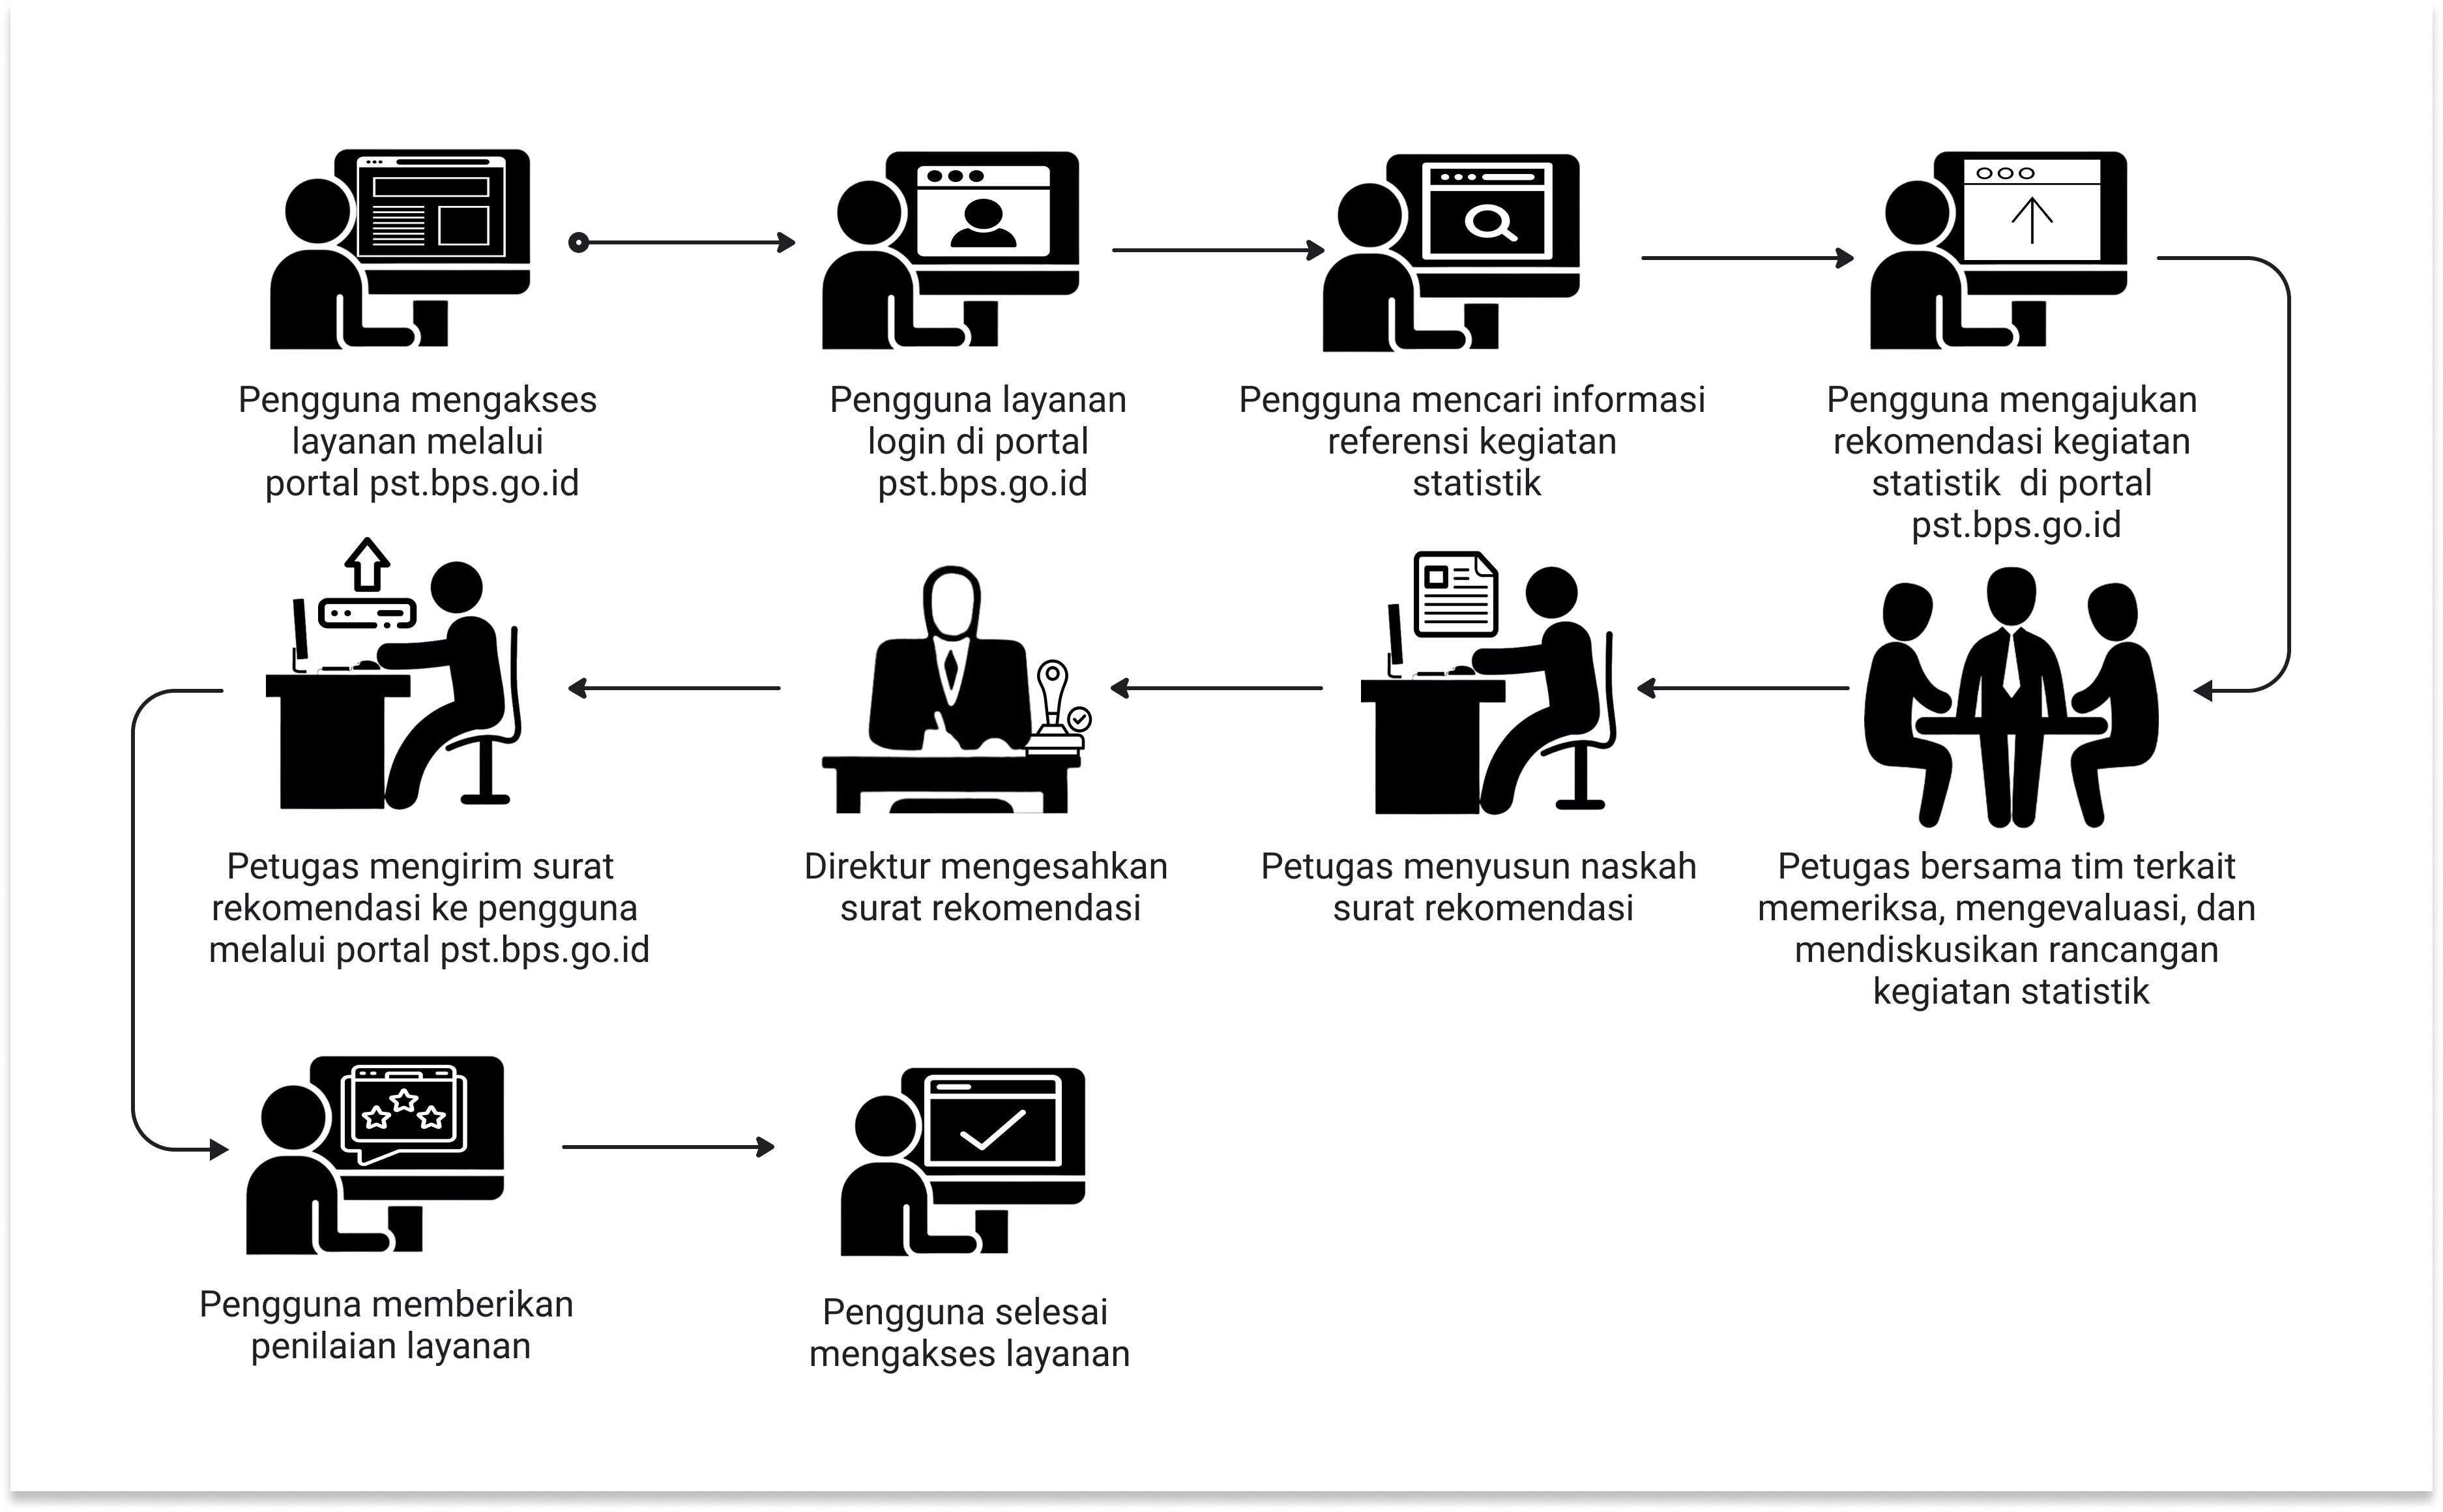 Pengguna mengakses
layanan melalui
portal pst.bps.go.id
Pengguna layanan
login di portal
pst.bps.go.id
Pengguna mencari informasi
referensi kegiatan
statistik
Pengguna mengajukan
rekomendasi kegiatan
statistik  di portal
pst.bps.go.id
Petugas bersama tim terkait
memeriksa, mengevaluasi, dan
mendiskusikan rancangan
kegiatan statistik
Petugas menyusun naskah
surat rekomendasi
Direktur mengesahkan
surat rekomendasi
Petugas mengirim surat
rekomendasi ke pengguna
melalui portal pst.bps.go.id
Pengguna memberikan
penilaian layanan
Pengguna selesai
mengakses layanan